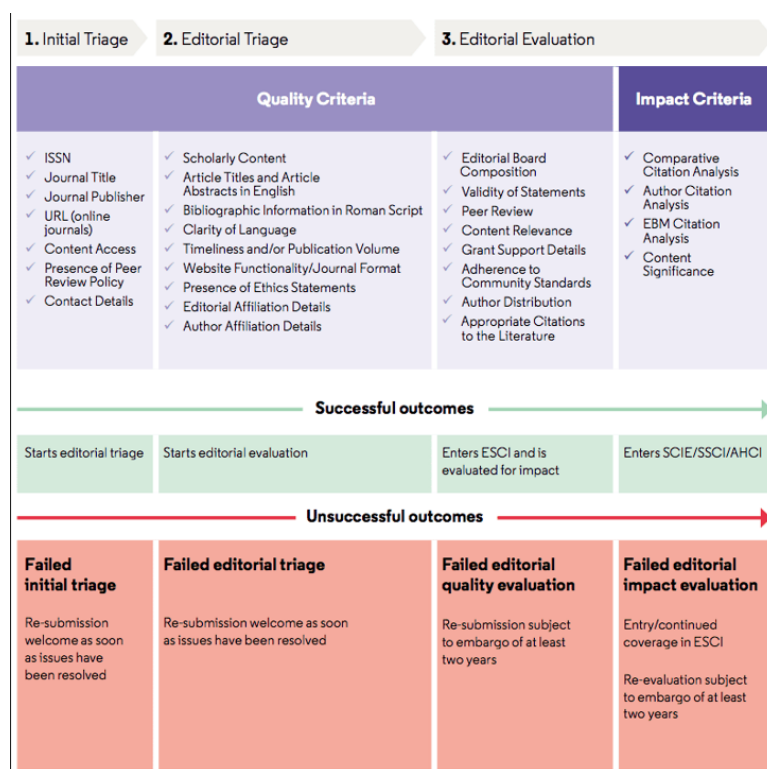 1. Initial Triage
2. Editorial Triage
3. Editorial Evaluation
Quality Criteria
Impact Criteria
✓ ISSN
✓ Journal Title
✓ Journal Publisher
✓ URL (online
journals)
✓ Content Access
✓ Presence of Peer
Review Policy
✓ Contact Details
✓ Scholarly Content
✓ Article Titles and Article
Abstracts in English
✓ Bibliographic Information in Roman Script
✓ Clarity of Language
✓ Timeliness and/or Publication Volume
✓ Website Functionality/Journal Format
✓ Presence of Ethics Statements
✓ Editorial Affiliation Details
✓ Author Affiliation Details
✓ Editorial Board
Composition
✓ Validity of Statements
✓ Peer Review
✓ Content Relevance
✓ Grant Support Details
✓ Adherence to
Community Standards
✓ Author Distribution
✓ Appropriate Citations
to the Literature
✓ Comparative
Citation Analysis
✓ Author Citation
Analysis
✓ EBM Citation
Analysis
✓ Content
Significance
Successful outcomes
Starts editorial triage
Starts editorial evaluation
Enters ESCI and is
evaluated for impact
Enters SCIE/SSCI/AHCI
Unsuccessful outcomes
Failed
initial triage
Re-submission
welcome as soon
as issues have
been resolved
Failed editorial triage
Re-submission welcome as soon
as issues have been resolved
Failed editorial
quality evaluation
Re-submission subject
to embargo of at least
two years
Failed editorial
impact evaluation
Entry/continued
coverage in ESCI
Re-evaluation subject
to embargo of at least
two years